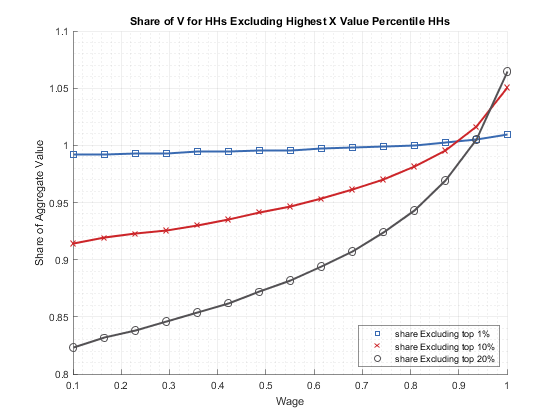 Share of V for HHs Excluding Highest X Value Percentile HHs
1.1
1.05
1
0.95
0.9
0.85
0.8
Share of Aggregate Value
0.1 0.2 0.3 0.4 0.5 0.6 0.7 0.8 0.9 1
Wage
share Excluding top 1%
share Excluding top 10%
share Excluding top 20%